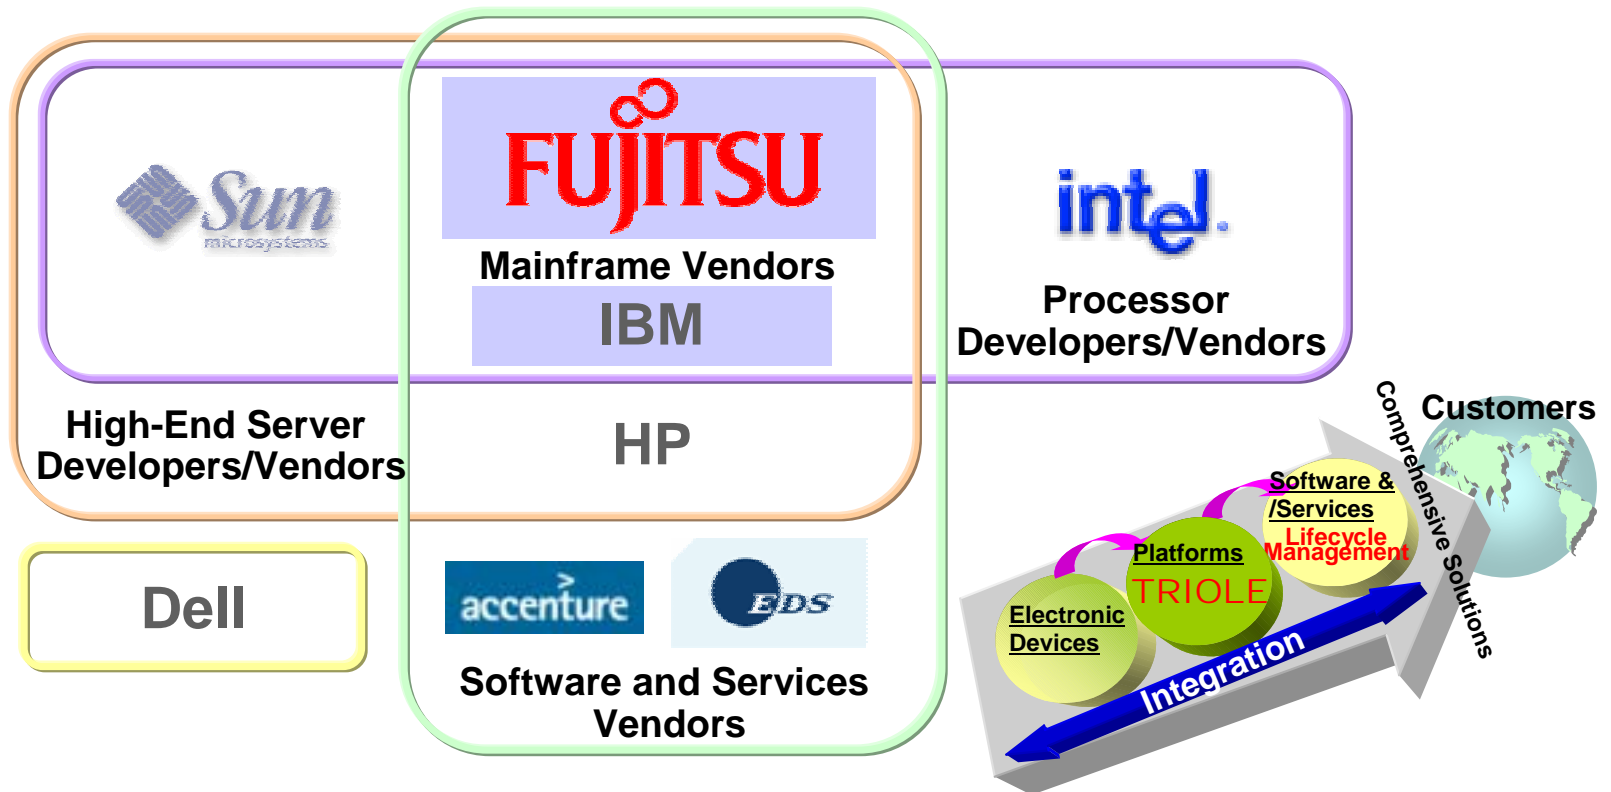 FUJITSU
Sun
microsystems
intel.
Mainframe Vendors
IBM
Processor
Developers/Vendors
High-End Server
Developers/Vendors
HP
Dell
accenture
EDS
Software and Services
Vendors
Customers
Comprehensive Solutions
Software &
/Services
Lifecycle
Management
Platforms
TRIOLE
Electronic
Devices
Integration